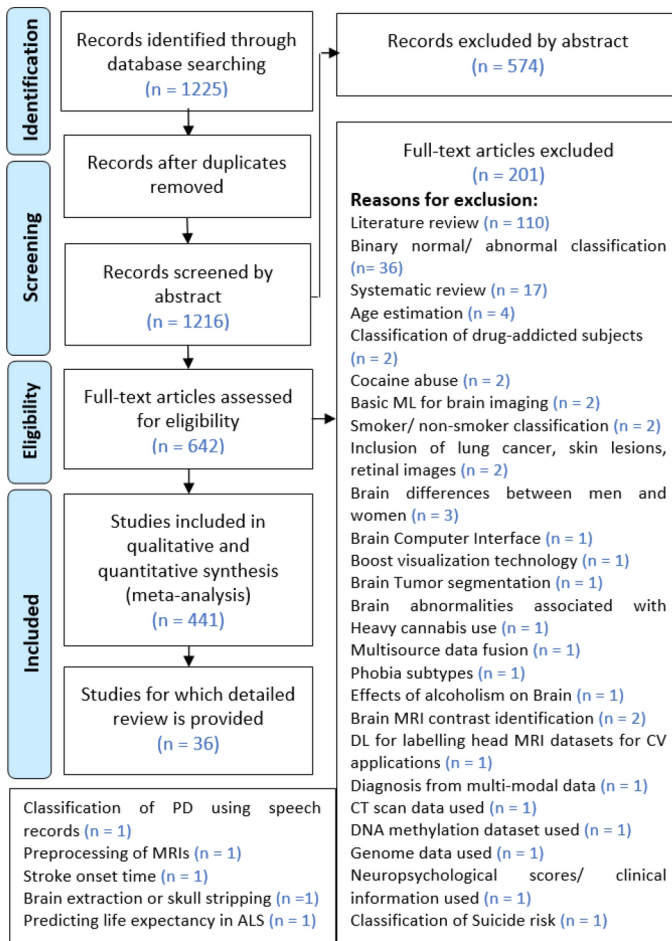 Identification
Records identified through
database searching
(n = 1225)
Records excluded by abstract
(n = 574)
Screening
Records after duplicates
removed
Records screened by
abstract
(n = 1216)
Eligibility
Full-text articles assessed
for eligibility
(n = 642)
Included
Studies included in
qualitative and
quantitative synthesis
(meta-analysis)
(n = 441)
Studies for which detailed
review is provided
(n = 36)
Full-text articles excluded
(n = 201)
Reasons for exclusion:
Literature review (n = 110)
Binary normal/ abnormal classification
(n= 36)
Systematic review (n = 17)
Age estimation (n = 4)
Classification of drug-addicted subjects
(n = 2)
Cocaine abuse (n = 2)
Basic ML for brain imaging (n = 2)
Smoker/ non-smoker classification (n = 2)
Inclusion of lung cancer, skin lesions,
retinal images (n = 2)
Brain differences between men and
women (n = 3)
Brain Computer Interface (n = 1)
Boost visualization technology (n = 1)
Brain Tumor segmentation (n = 1)
Brain abnormalities associated with
Heavy cannabis use (n = 1)
Multisource data fusion (n = 1)
Phobia subtypes (n = 1)
Effects of alcoholism on Brain (n = 1)
Brain MRI contrast identification (n = 2)
DL for labelling head MRI datasets for CV
applications (n = 1)
Diagnosis from multi-modal data (n = 1)
CT scan data used (n = 1)
DNA methylation dataset used (n = 1)
Genome data used (n = 1)
Neuropsychological scores/ clinical
information used (n = 1)
Classification of Suicide risk (n = 1)
Classification of PD using speech
records (n = 1)
Preprocessing of MRIs (n = 1)
Stroke onset time (n = 1)
Brain extraction or skull stripping (n =1)
Predicting life expectancy in ALS (n = 1)